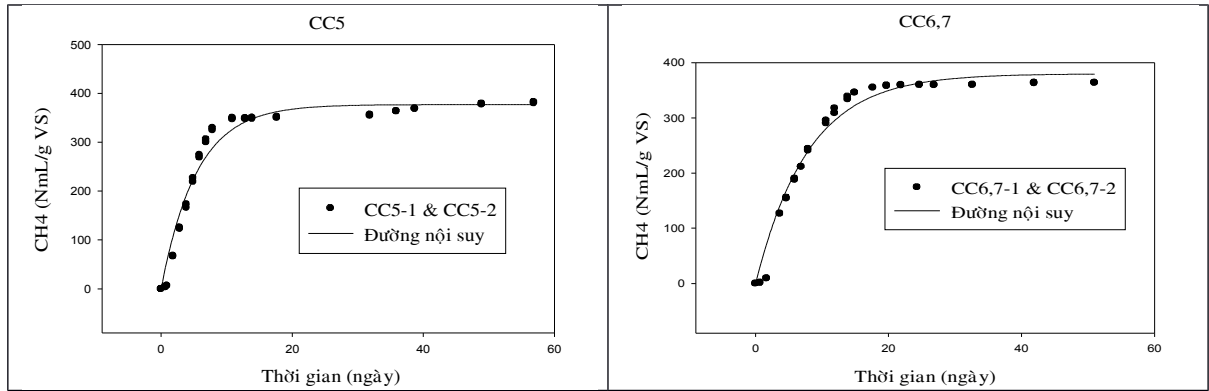 CC5
500
400
300
200
100
0
CH4 (NmL/g VS)
CC5-1 & CC5-2
Đường nội suy
0 20 40 60
Thời gian (ngày)
CC6,7
400
300
200
100
0
CH4 (NmL/g VS)
CC6,7-1 & CC6,7-2
Đường nội suy
0 20 40 60
Thời gian (ngày)